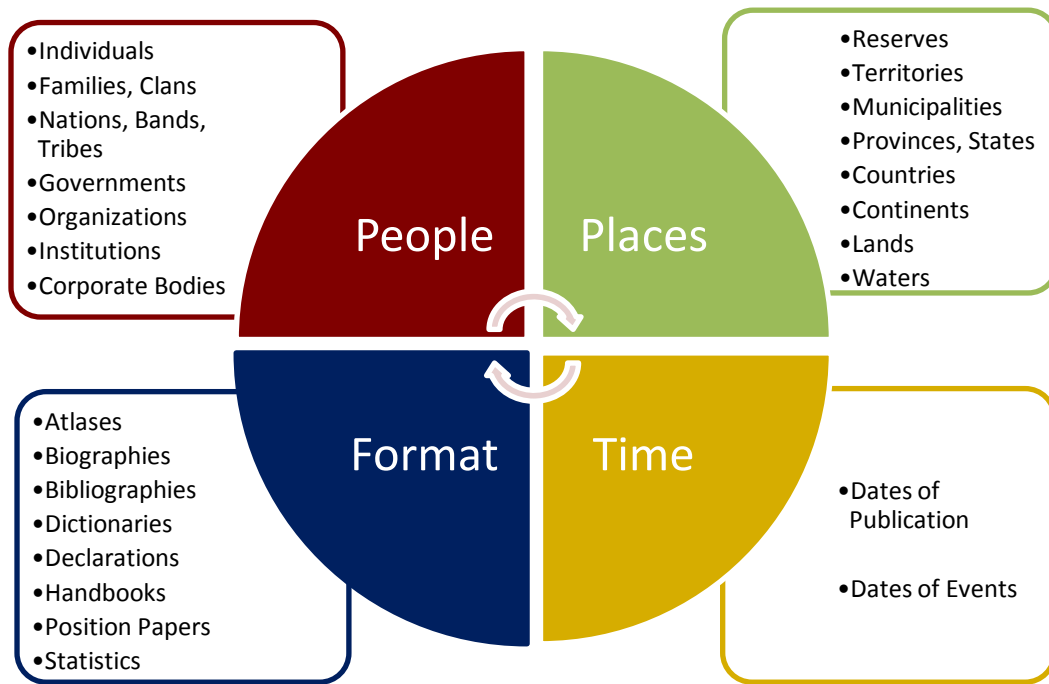 •Individuals
•Families, Clans
•Nations, Bands,
Tribes
•Governments
•Organizations
•Institutions
•Corporate Bodies
People
Places
•Reserves
•Territories
•Municipalities
•Provinces, States
•Countries
•Continents
•Lands
•Waters
•Atlases
•Biographies
•Bibliographies
•Dictionaries
•Declarations
•Handbooks
•Position Papers
•Statistics
Format
Time
•Dates of
Publication
•Dates of Events